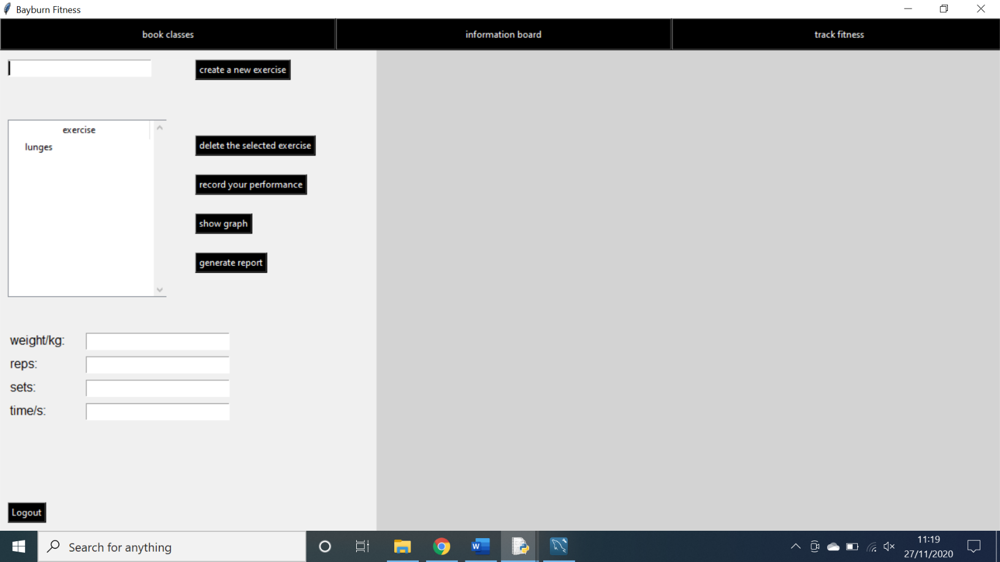 Bayburn Fitness
book classes
information board
track fitness
create a new exercise
exercise
lunges
delete the selected exercise
record your performance
show graph
generate report
weight/kg:
reps:
sets:
time/s:
Logout
Search for anything
W
11:19
27/11/2020